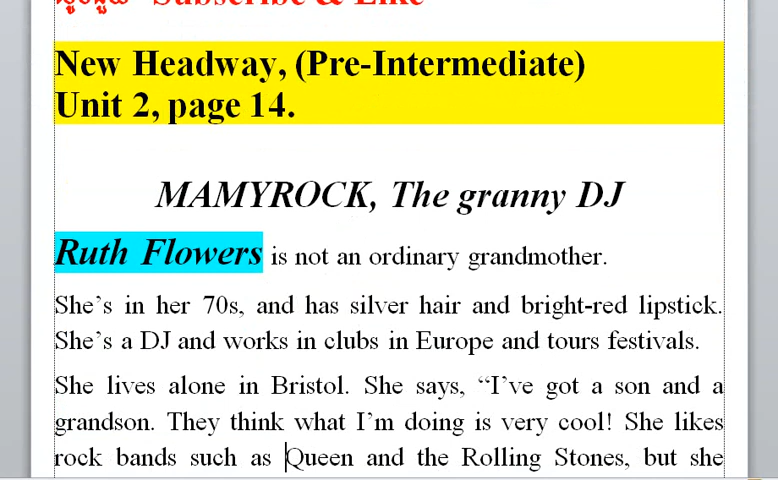 Subscribe & Like
New Headway, (Pre-Intermediate)
Unit 2, page 14.
MAMYROCK, The granny DJ
Ruth Flowers is not an ordinary grandmother.
She’s in her 70s, and has silver hair and bright-red lipstick.
She’s a DJ and works in clubs in Europe and tours festivals.
She lives alone in Bristol. She says, “I’ve got a son and a
grandson. They think what I’m doing is very cool! She likes
rock bands such as Queen and the Rolling Stones, but she